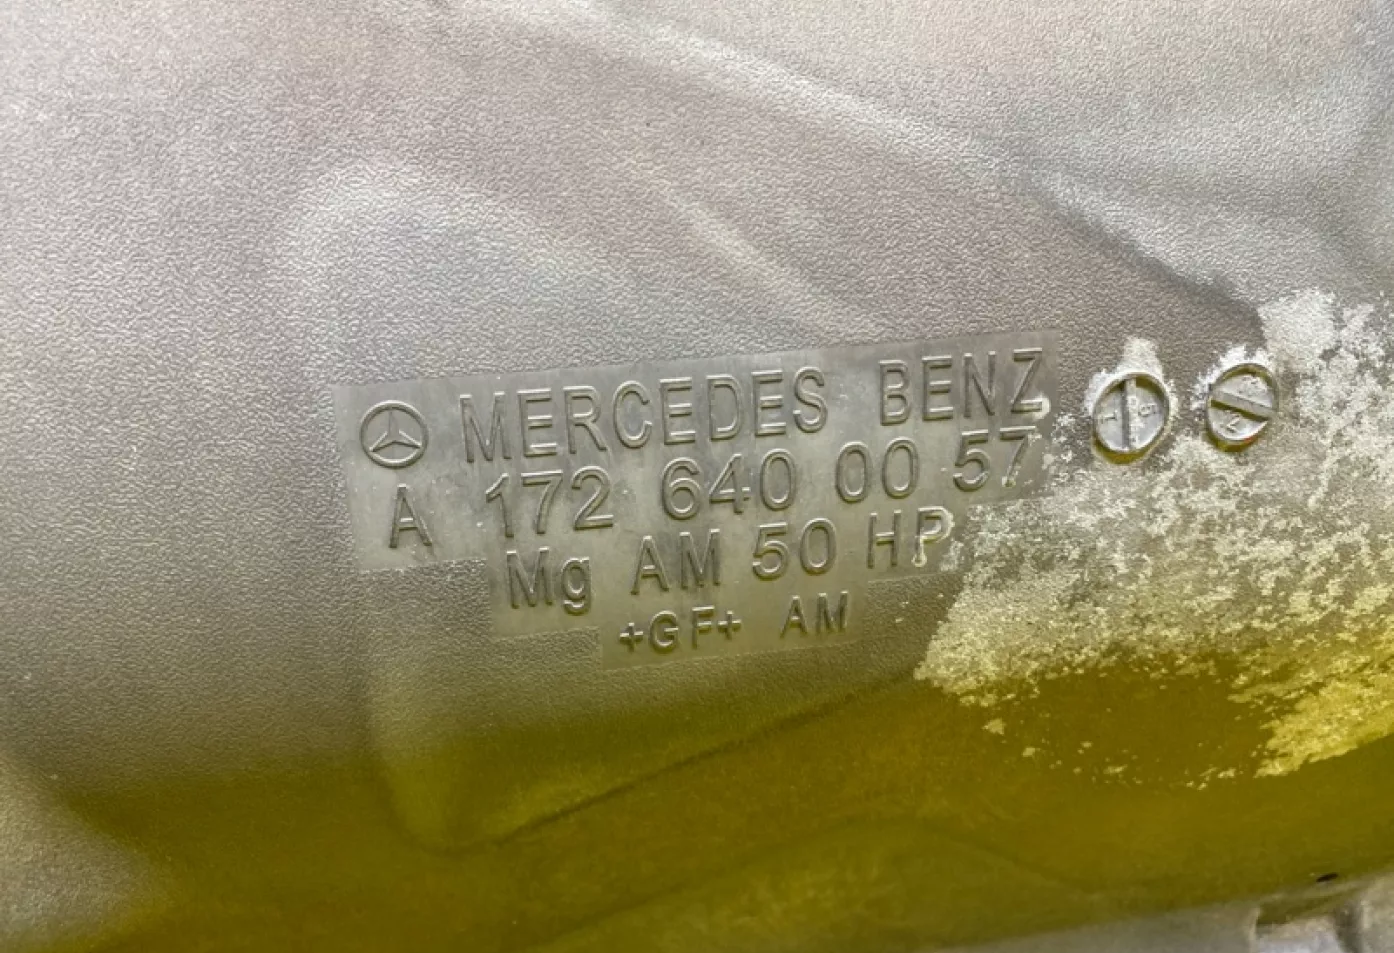 MERCEDES BENZ
A 172 640 00 57
Mg AM 50 HP
+GF+ AM